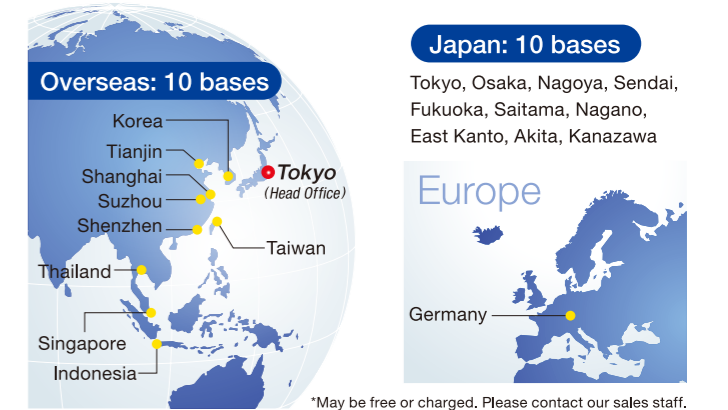 Overseas: 10 bases
Korea
Tianjin
Shanghai
Suzhou
Shenzhen
Tokyo
(Head Office)
Taiwan
Thailand
Singapore
Indonesia
Japan: 10 bases
Tokyo, Osaka, Nagoya, Sendai,
Fukuoka, Saitama, Nagano,
East Kanto, Akita, Kanazawa
Europe
Germany
*May be free or charged. Please contact our sales staff.